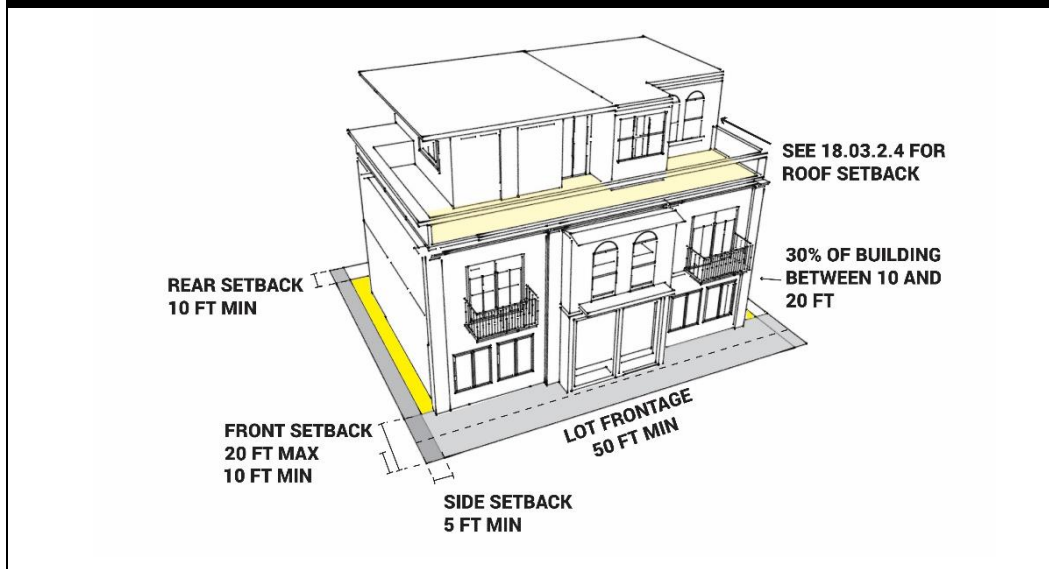 SEE 18.03.2.4 FOR
ROOF SETBACK
30% OF BUILDING
BETWEEN 10 AND
20 FT
REAR SETBACK
10 FT MIN
LOT FRONTAGE
50 FT MIN
FRONT SETBACK
20 FT MAX
10 FT MIN
SIDE SETBACK
5 FT MIN